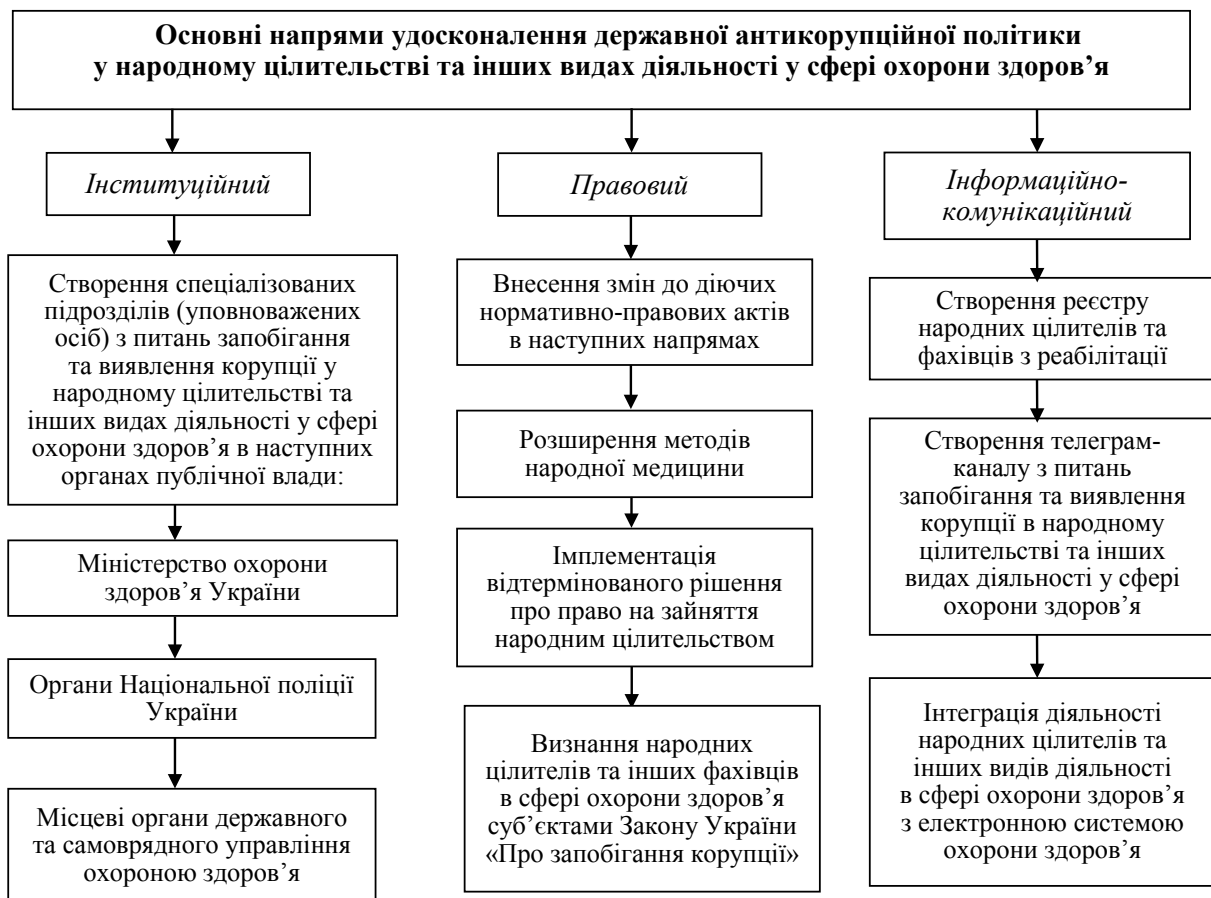 Основні напрями удосконалення державної антикорупційної політики
у народному цілительстві та інших видах діяльності у сфері охорони здоров’я
Інституційний
Створення спеціалізованих
підрозділів (уповноважених
осіб) з питань запобігання
та виявлення корупції у
народному цілительстві та
інших видах діяльності у сфері
охорони здоров’я в наступних
органах публічної влади:
Міністерство охорони
здоров’я України
Органи Національної поліції
України
Місцеві органи державного
та самоврядного управління
охороною здоров’я
Правовий
Внесення змін до діючих
нормативно-правових актів
в наступних напрямах
Розширення методів
народної медицини
Імплементація
відтермінованого рішення
про право на зайняття
народним цілительством
Визнання народних
цілителів та інших фахівців
в сфері охорони здоров’я
суб’єктами Закону України
«Про запобігання корупції»
Інформаційно-
комунікаційний
Створення реєстру
народних цілителів та
фахівців з реабілітації
Створення телеграм-
каналу з питань
запобігання та виявлення
корупції в народному
цілительстві та інших
видах діяльності у сфері
охорони здоров’я
Інтеграція діяльності
народних цілителів та
інших видів діяльності
в сфері охорони здоров’я
з електронною системою
охорони здоров’я